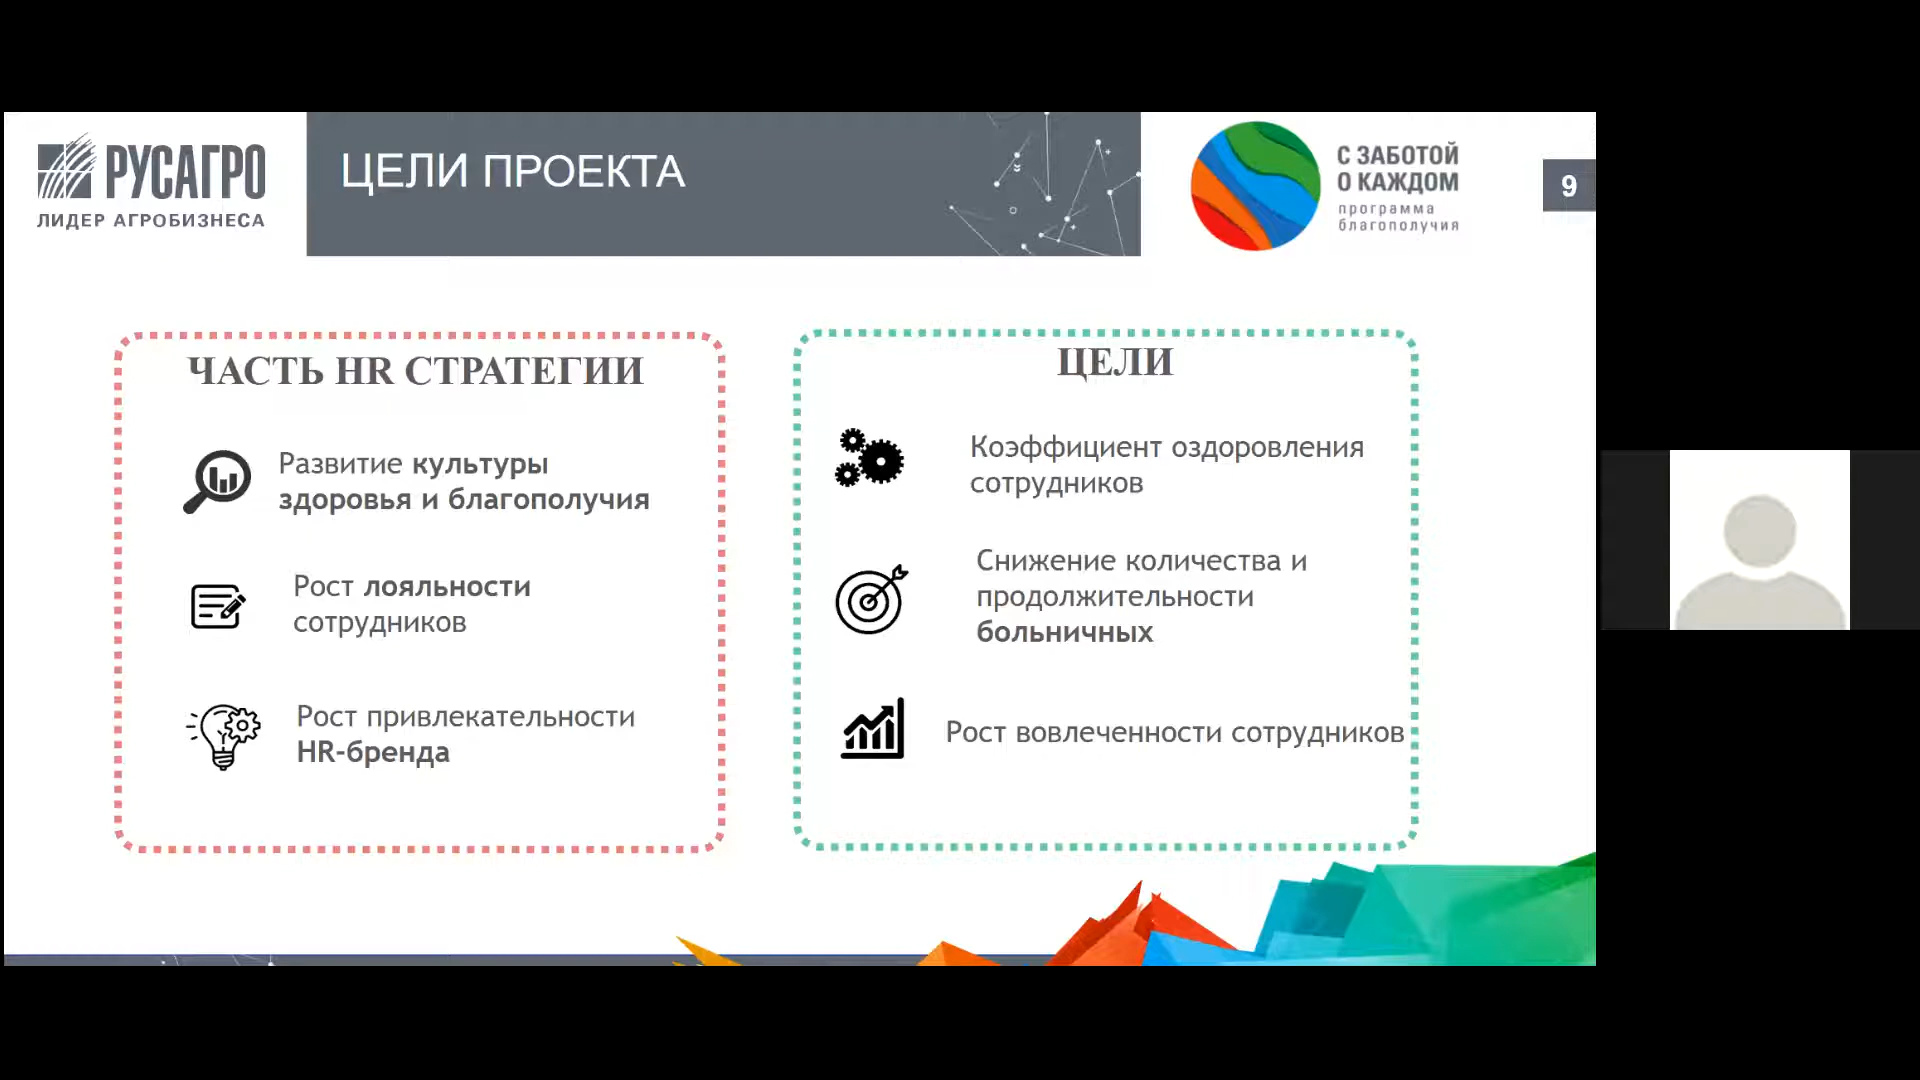 РУСАГРО
ЛИДЕР АГРОБИЗНЕСА
ЦЕЛИ ПРОЕКТА
С ЗАБОТОЙ
О КАЖДОМ
программа
благополучия
9
ЧАСТЬ HR СТРАТЕГИИ
Развитие культуры
здоровья и благополучия
Рост лояльности
сотрудников
Рост привлекательности
HR-бренда
ЦЕЛИ
Коэффициент оздоровления
сотрудников
Снижение количества и
продолжительности
больничных
Рост вовлеченности сотрудников